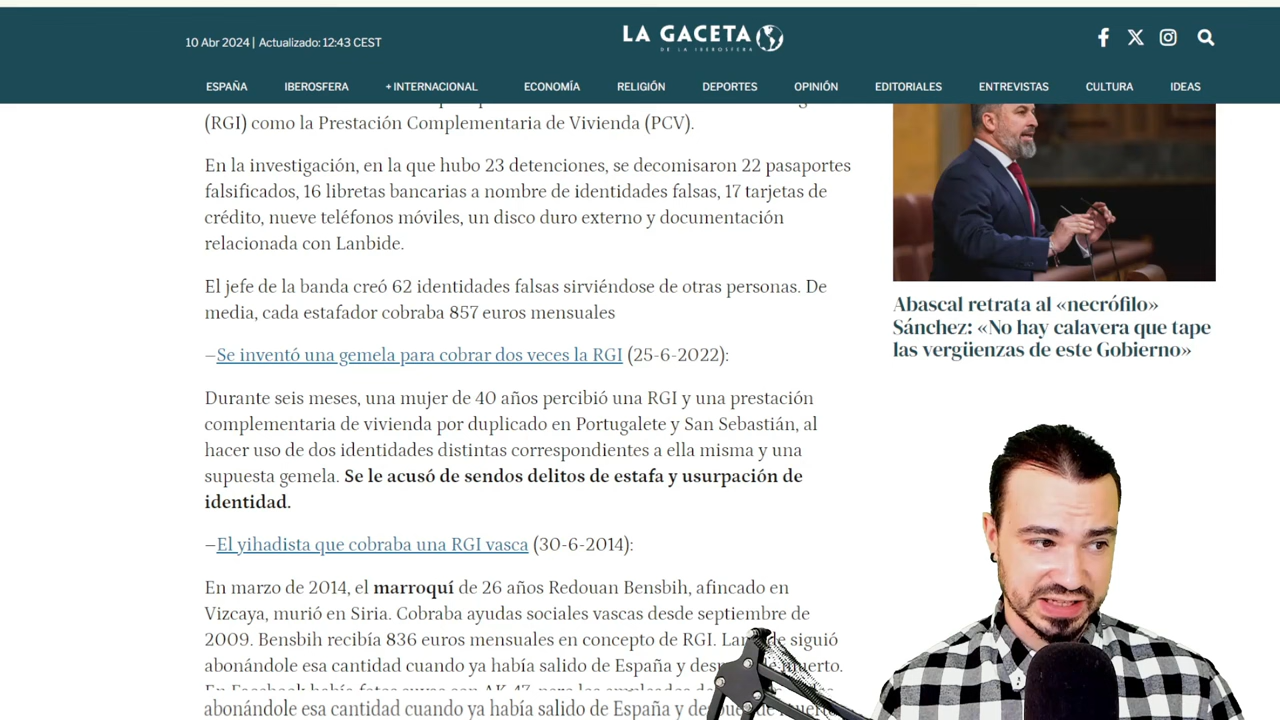 10 Abr 2024 | Actualizado: 12:43 CEST
LA GACETA
DE LA IBEROSFERA
ESPAÑA IBEROSFERA + INTERNACIONAL ECONOMÍA RELIGIÓN DEPORTES OPINIÓN EDITORIALES ENTREVISTAS CULTURA IDEAS
(RGI) como la Prestación Complementaria de Vivienda (PCV).
En la investigación, en la que hubo 23 detenciones, se decomisaron 22 pasaportes
falsificados, 16 libretas bancarias a nombre de identidades falsas, 17 tarjetas de
crédito, nueve teléfonos móviles, un disco duro externo y documentación
relacionada con Lanbide.
El jefe de la banda creó 62 identidades falsas sirviéndose de otras personas. De
media, cada estafador cobraba 857 euros mensuales
–Se inventó una gemela para cobrar dos veces la RGI (25-6-2022):
Durante seis meses, una mujer de 40 años percibió una RGI y una prestación
complementaria de vivienda por duplicado en Portugalete y San Sebastián, al
hacer uso de dos identidades distintas correspondientes a ella misma y una
supuesta gemela. Se le acusó de sendos delitos de estafa y usurpación de
identidad.
–El yihadista que cobraba una RGI vasca (30-6-2014):
En marzo de 2014, el marroquí de 26 años Redouan Bensbih, afincado en
Vizcaya, murió en Siria. Cobraba ayudas sociales vascas desde septiembre de
2009. Bensbih recibía 836 euros mensuales en concepto de RGI. siguió
abonándole esa cantidad cuando ya había salido de España y muerto.
abonándole esa cantidad cuando ya había salido de España y
Abascal retrata al «necrófilo»
Sánchez: «No hay calavera que tape
las vergüenzas de este Gobierno»